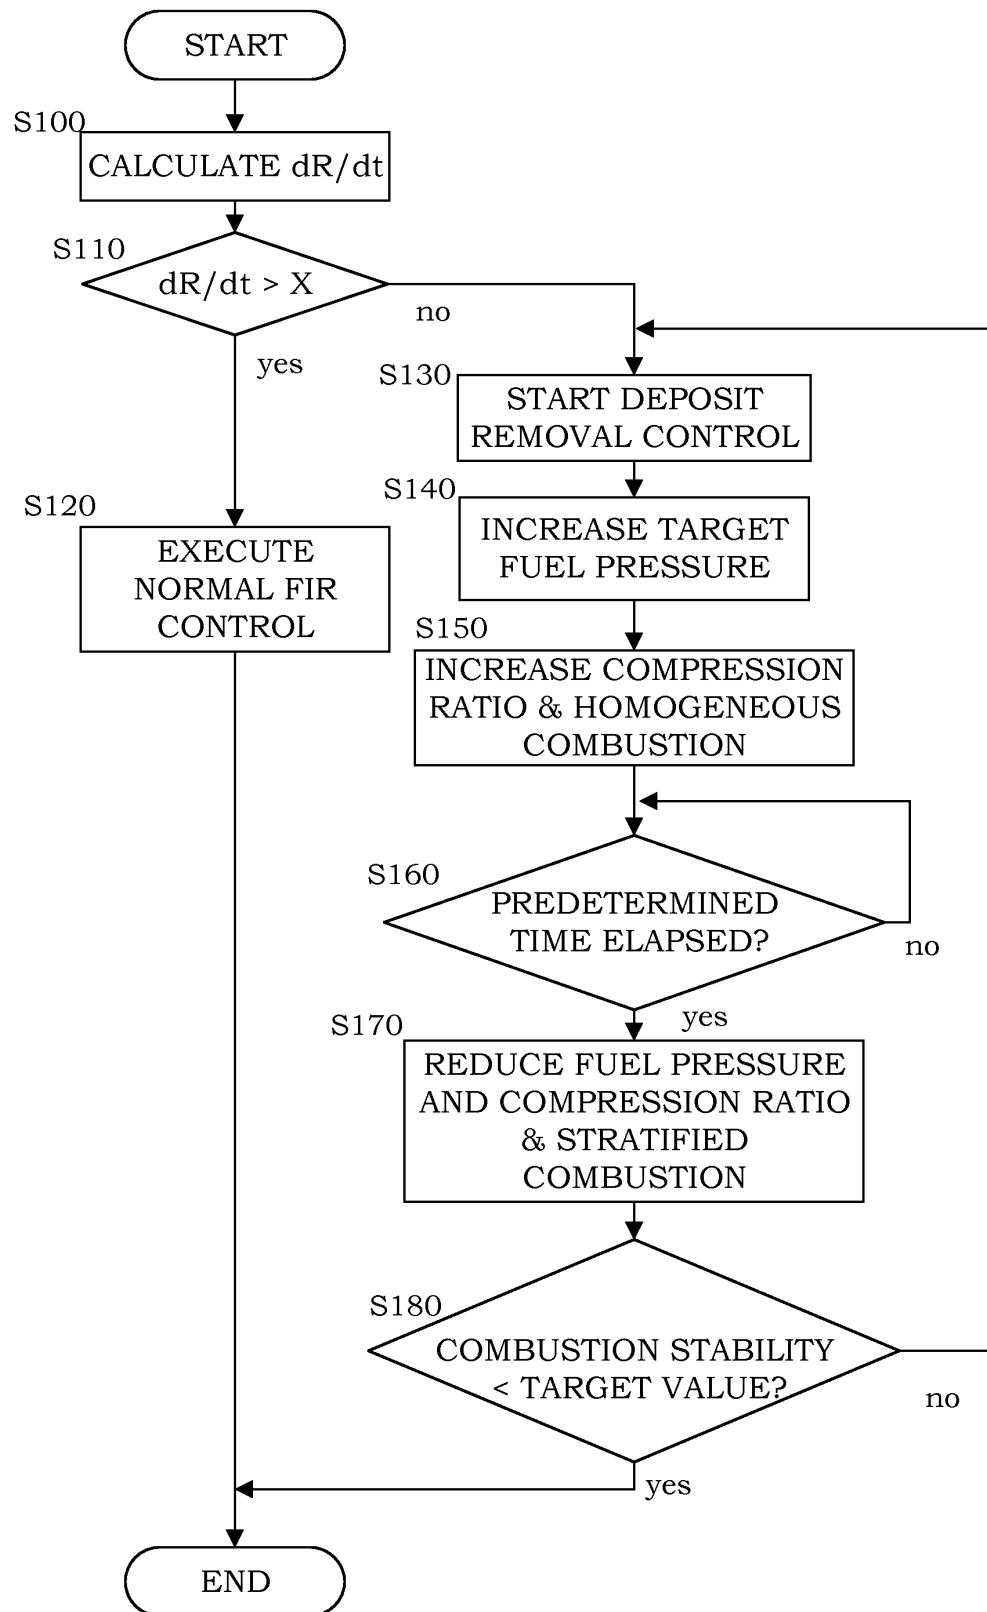 START
S100
CALCULATE dR/dt
S110
dR/dt > X
no
yes
S130
START DEPOSIT
REMOVAL CONTROL
S140
INCREASE TARGET
FUEL PRESSURE
S120
EXECUTE
NORMAL FIR
CONTROL
S150
INCREASE COMPRESSION
RATIO & HOMOGENEOUS
COMBUSTION
S160
PREDETERMINED
TIME ELAPSED?
no
yes
S170
REDUCE FUEL PRESSURE
AND COMPRESSION RATIO
& STRATIFIED
COMBUSTION
S180
COMBUSTION STABILITY
< TARGET VALUE?
no
yes
END